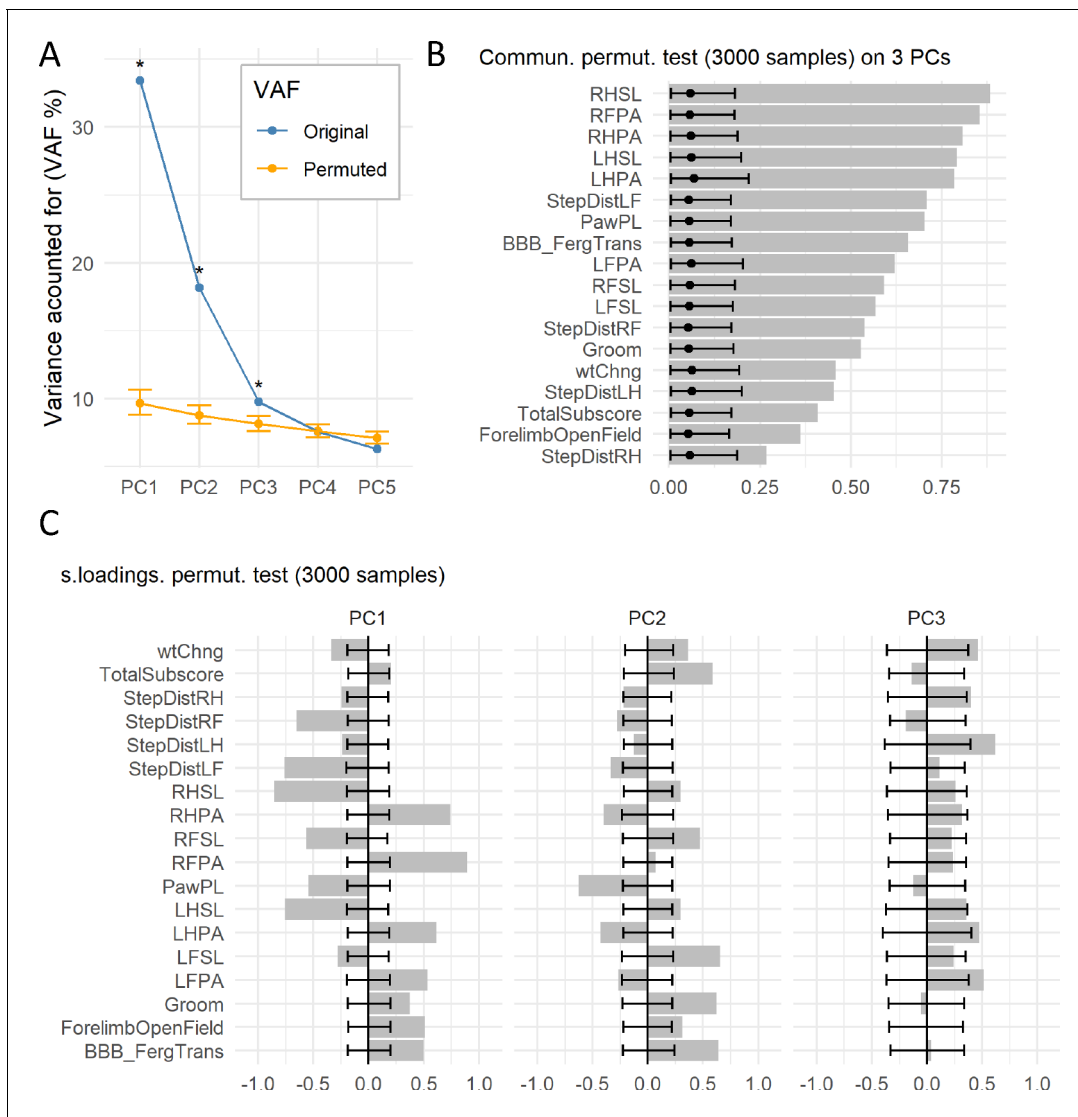 A
Variance acounted for (VAF %)
30
20
10
*
*
*
VAF
Original
Permuted
PC1 PC2 PC3 PC4 PC5
B
Commun. permut. test (3000 samples) on 3 PCs
RHSL
RFPA
RHPA
LHSL
LHPA
StepDistLF
PawPL
BBB_FergTrans
LFPA
RFSL
LFSL
StepDistRF
Groom
wtChng
StepDistLH
TotalSubscore
ForelimbOpenField
StepDistRH
0.00 0.25 0.50 0.75
C
s.loadings. permut. test (3000 samples)
PC1 PC2 PC3
wtChng
TotalSubscore
StepDistRH
StepDistRF
StepDistLH
StepDistLF
RHSL
RHPA
RFSL
RFPA
PawPL
LHSL
LHPA
LFSL
LFPA
Groom
ForelimbOpenField
BBB_FergTrans
-1.0 -0.5 0.0 0.5 1.0 -1.0 -0.5 0.0 0.5 1.0 -1.0 -0.5 0.0 0.5 1.0